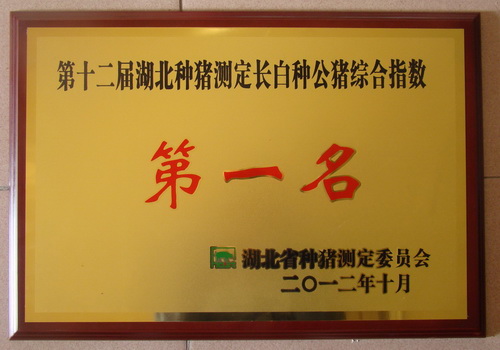 第十二届湖北种猪测定长白种公猪综合指数
第一名
湖北省种猪测定委员会
二〇一二年十月